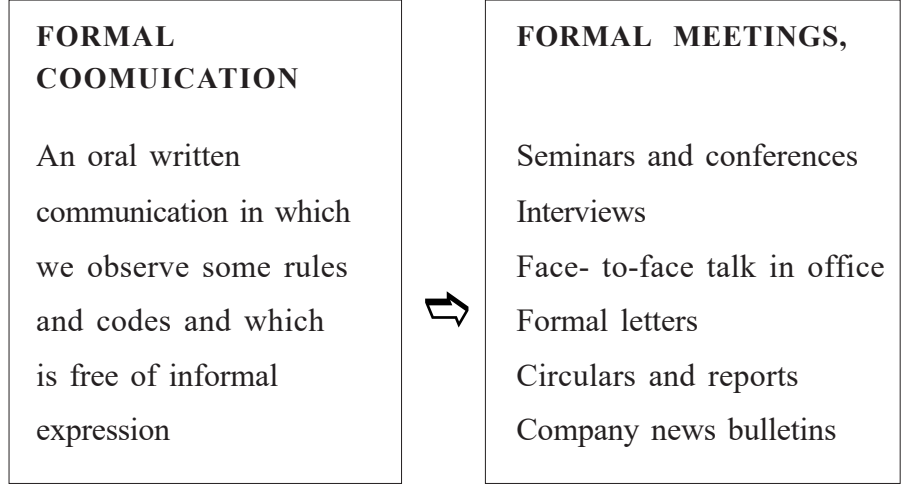 FORMAL
COOMUICATION
An oral written
communication in which
we observe some rules
and codes and which
is free of informal
expression
FORMAL MEETINGS,
Seminars and conferences
Interviews
Face- to-face talk in office
Formal letters
Circulars and reports
Company news bulletins